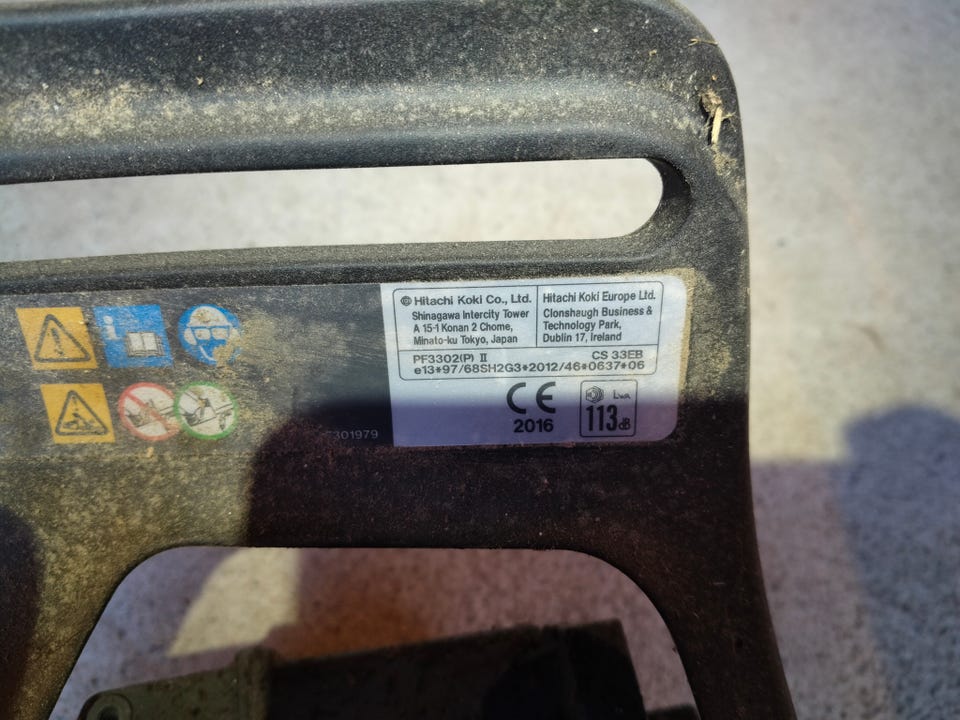 Hitachi Koki Co., Ltd.
Shinagawa Intercity Tower
A 15-1 Konan 2 Chome,
Minato-ku Tokyo, Japan
Hitachi Koki Europe Ltd.
Clonshaugh Business &
Technology Park,
Dublin 17, Ireland
PF3302(P) II
CS 33EB
e13*97/68SH2G3*2012/46*0637*06
CE
2016
LWA
113dB
i
301979